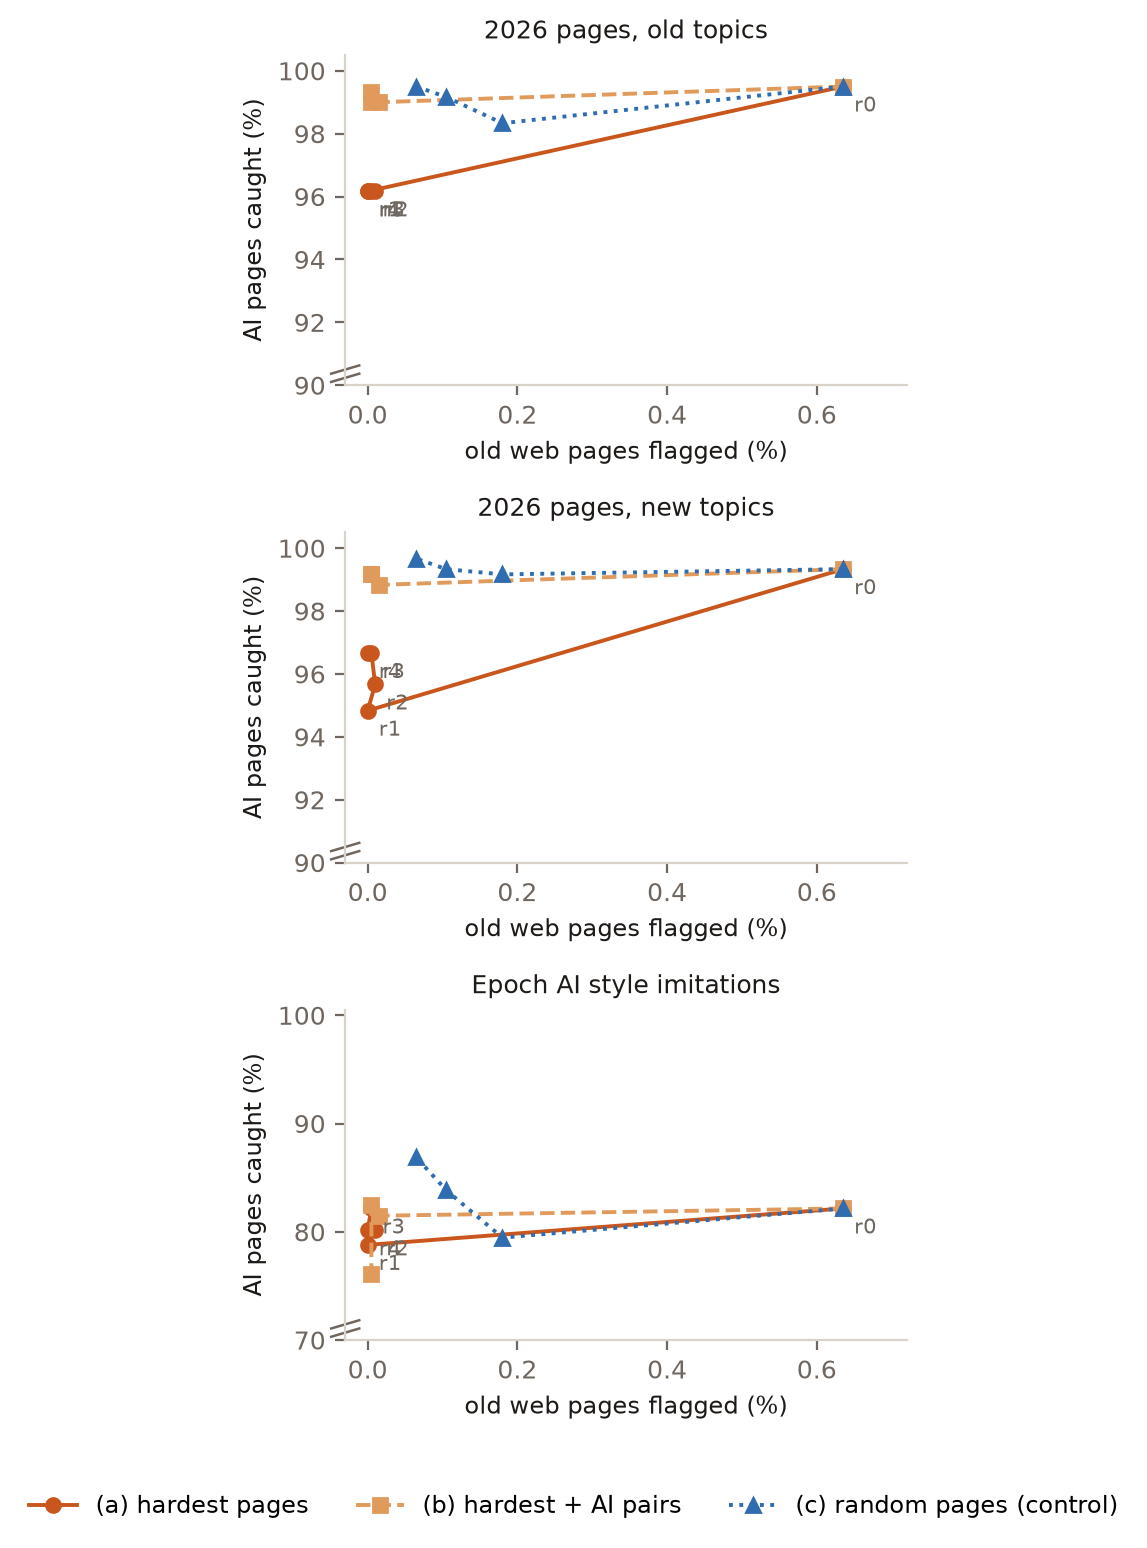 2026 pages, old topics
AI pages caught (%)
100
98
96
94
92
90
r0
0.0 0.2 0.4 0.6
old web pages flagged (%)
2026 pages, new topics
AI pages caught (%)
100
98
96
94
92
90
r0
r3
r2
r1
0.0 0.2 0.4 0.6
old web pages flagged (%)
Epoch AI style imitations
AI pages caught (%)
100
90
80
70
r0
r3
r1
0.0 0.2 0.4 0.6
old web pages flagged (%)
(a) hardest pages (b) hardest + AI pairs (c) random pages (control)